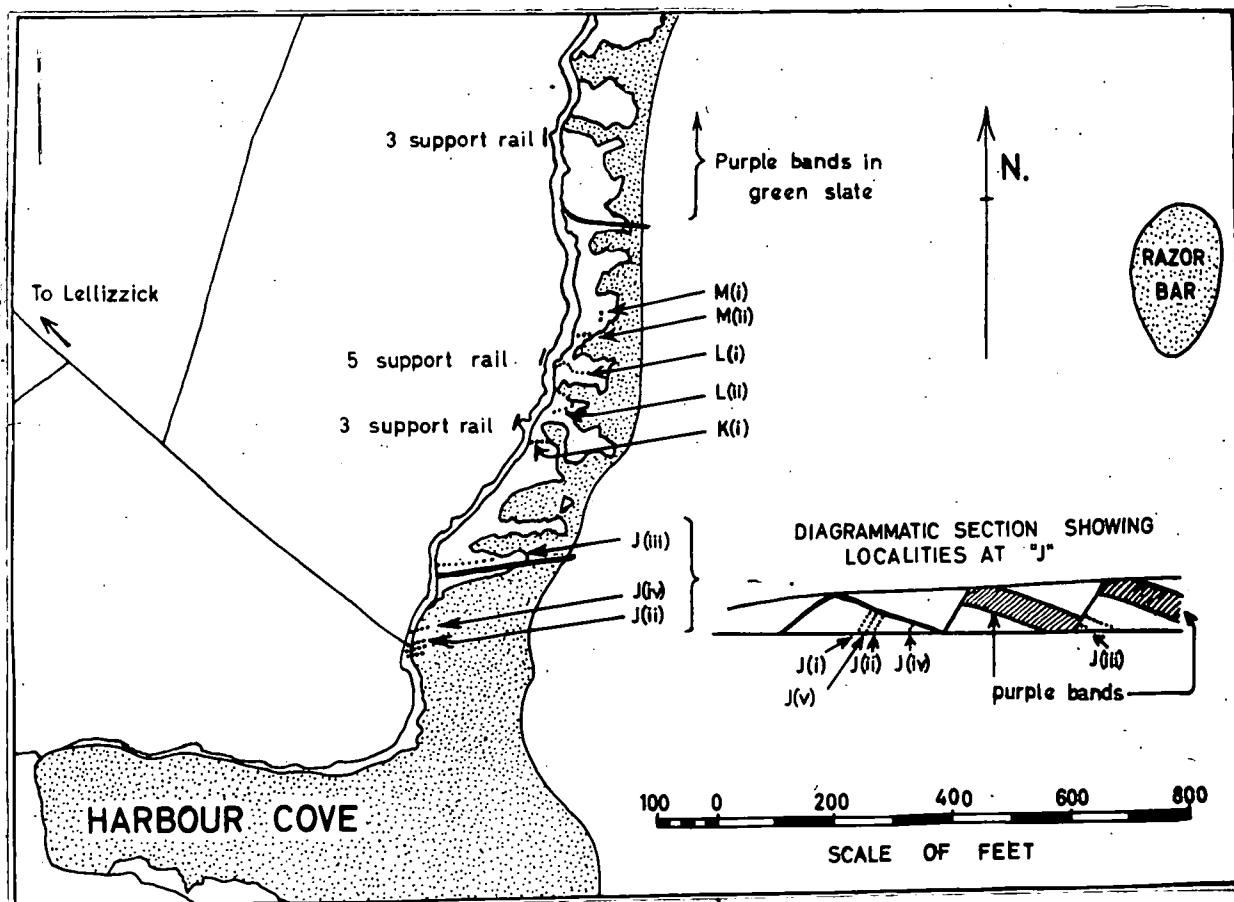 3 support rail
Purple bands in
green slate
N.
RAZOR
BAR
To Lellizzick
M(i)
M(ii)
5 support rail
L(i)
L(ii)
3 support rail
K(i)
J(iii)
J(iv)
J(ii)
DIAGRAMMATIC SECTION SHOWING
LOCALITIES AT "J"
J(i)
J(ii)
J(iv)
J(iii)
J(v)
purple bands
HARBOUR COVE
100 0 200 400 600 800
SCALE OF FEET